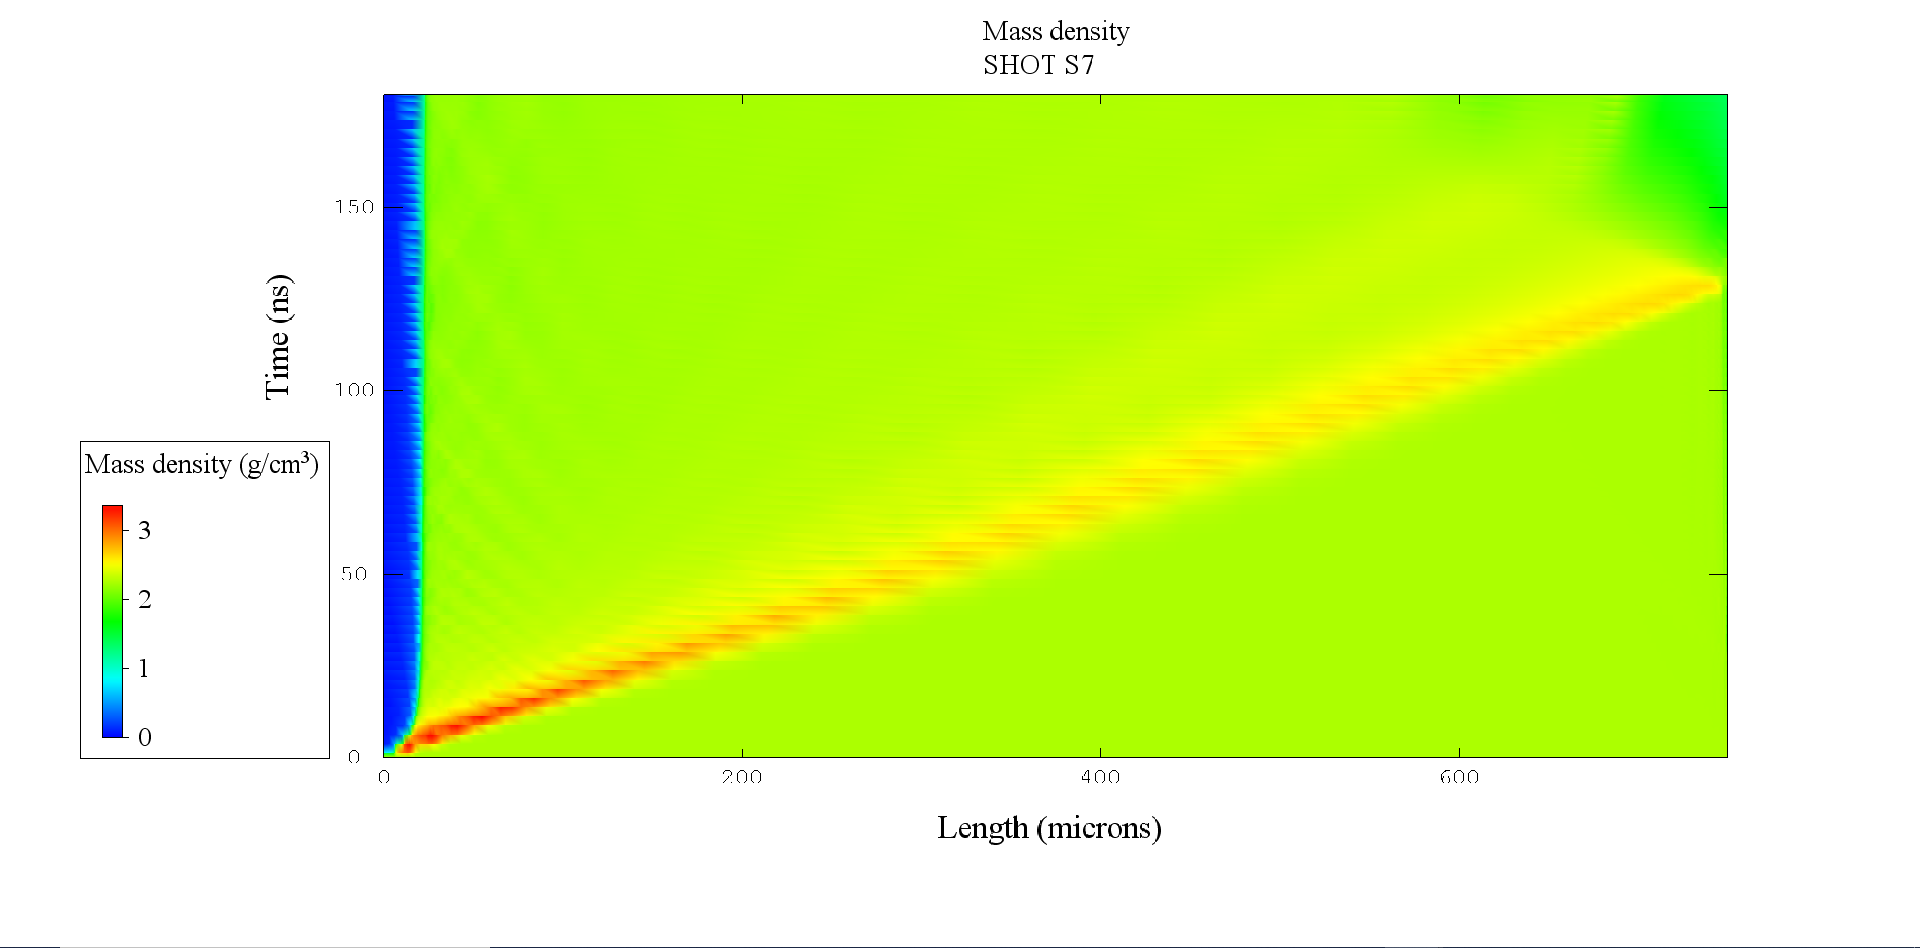 Mass density
SHOT S7
150
100
50
0
Time (ns)
Mass density (g/cm³)
3
2
1
0
0 200 400 600
Length (microns)